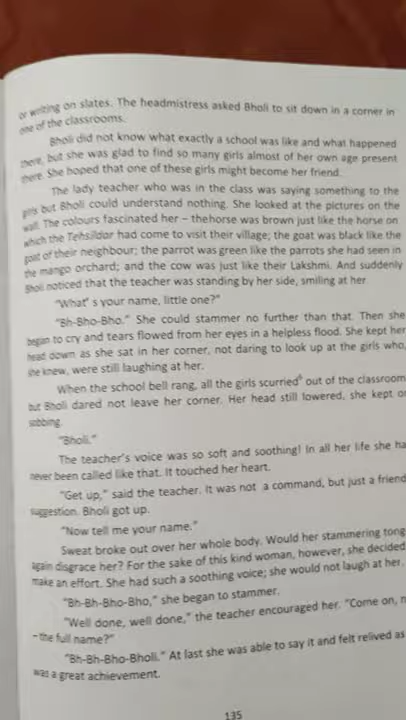 or writing on slates. The headmistress asked Bholi to sit down in a corner in
one of the classrooms.
Bholi did not know what exactly a school was like and what happened
there, but she was glad to find so many girls almost of her own age present
there. She hoped that one of these girls might become her friend.
The lady teacher who was in the class was saying something to the
girls but Bholi could understand nothing. She looked at the pictures on the
wall. The colours fascinated her – thehorse was brown just like the horse on
which the Tehsildar had come to visit their village; the goat was black like the
goat of their neighbour; the parrot was green like the parrots she had seen in
the mango orchard; and the cow was just like their Lakshmi. And suddenly
Bholi noticed that the teacher was standing by her side, smiling at her
"What' s your name, little one?"
"Bh-Bho-Bho." She could stammer no further than that. Then she
began to cry and tears flowed from her eyes in a helpless flood. She kept her
head down as she sat in her corner, not daring to look up at the girls who,
she knew, were still laughing at her.
When the school bell rang, all the girls scurried⁶ out of the classroom
but Bholi dared not leave her corner. Her head still lowered, she kept o
sobbing.
"Bholi."
The teacher's voice was so soft and soothing! In all her life she ha
never been called like that. It touched her heart.
"Get up," said the teacher. It was not a command, but just a friend
suggestion. Bholi got up.
"Now tell me your name."
Sweat broke out over her whole body. Would her stammering tong
again disgrace her? For the sake of this kind woman, however, she decided
make an effort. She had such a soothing voice; she would not laugh at her.
"Bh-Bh-Bho-Bho," she began to stammer.
"Well done, well done," the teacher encouraged her. "Come on, n
– the full name?"
"Bh-Bh-Bho-Bholi." At last she was able to say it and felt relived as
was a great achievement.
135